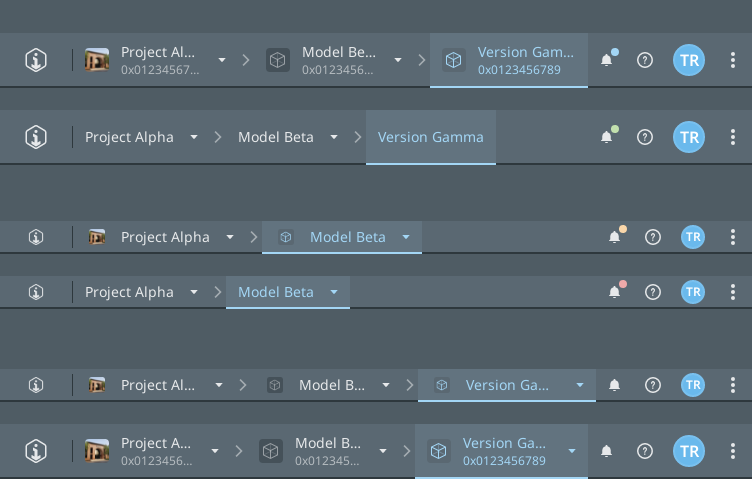 Project Al... Model Be... Version Gam... TR
0x01234567... 0x0123456... 0x0123456789
Project Alpha Model Beta Version Gamma TR
Project Alpha Model Beta TR
Project Alpha Model Beta TR
Project Al... Model B... Version Ga... TR
Project A... Model B... Version Ga... TR
0x0123456... 0x012345... 0x0123456789